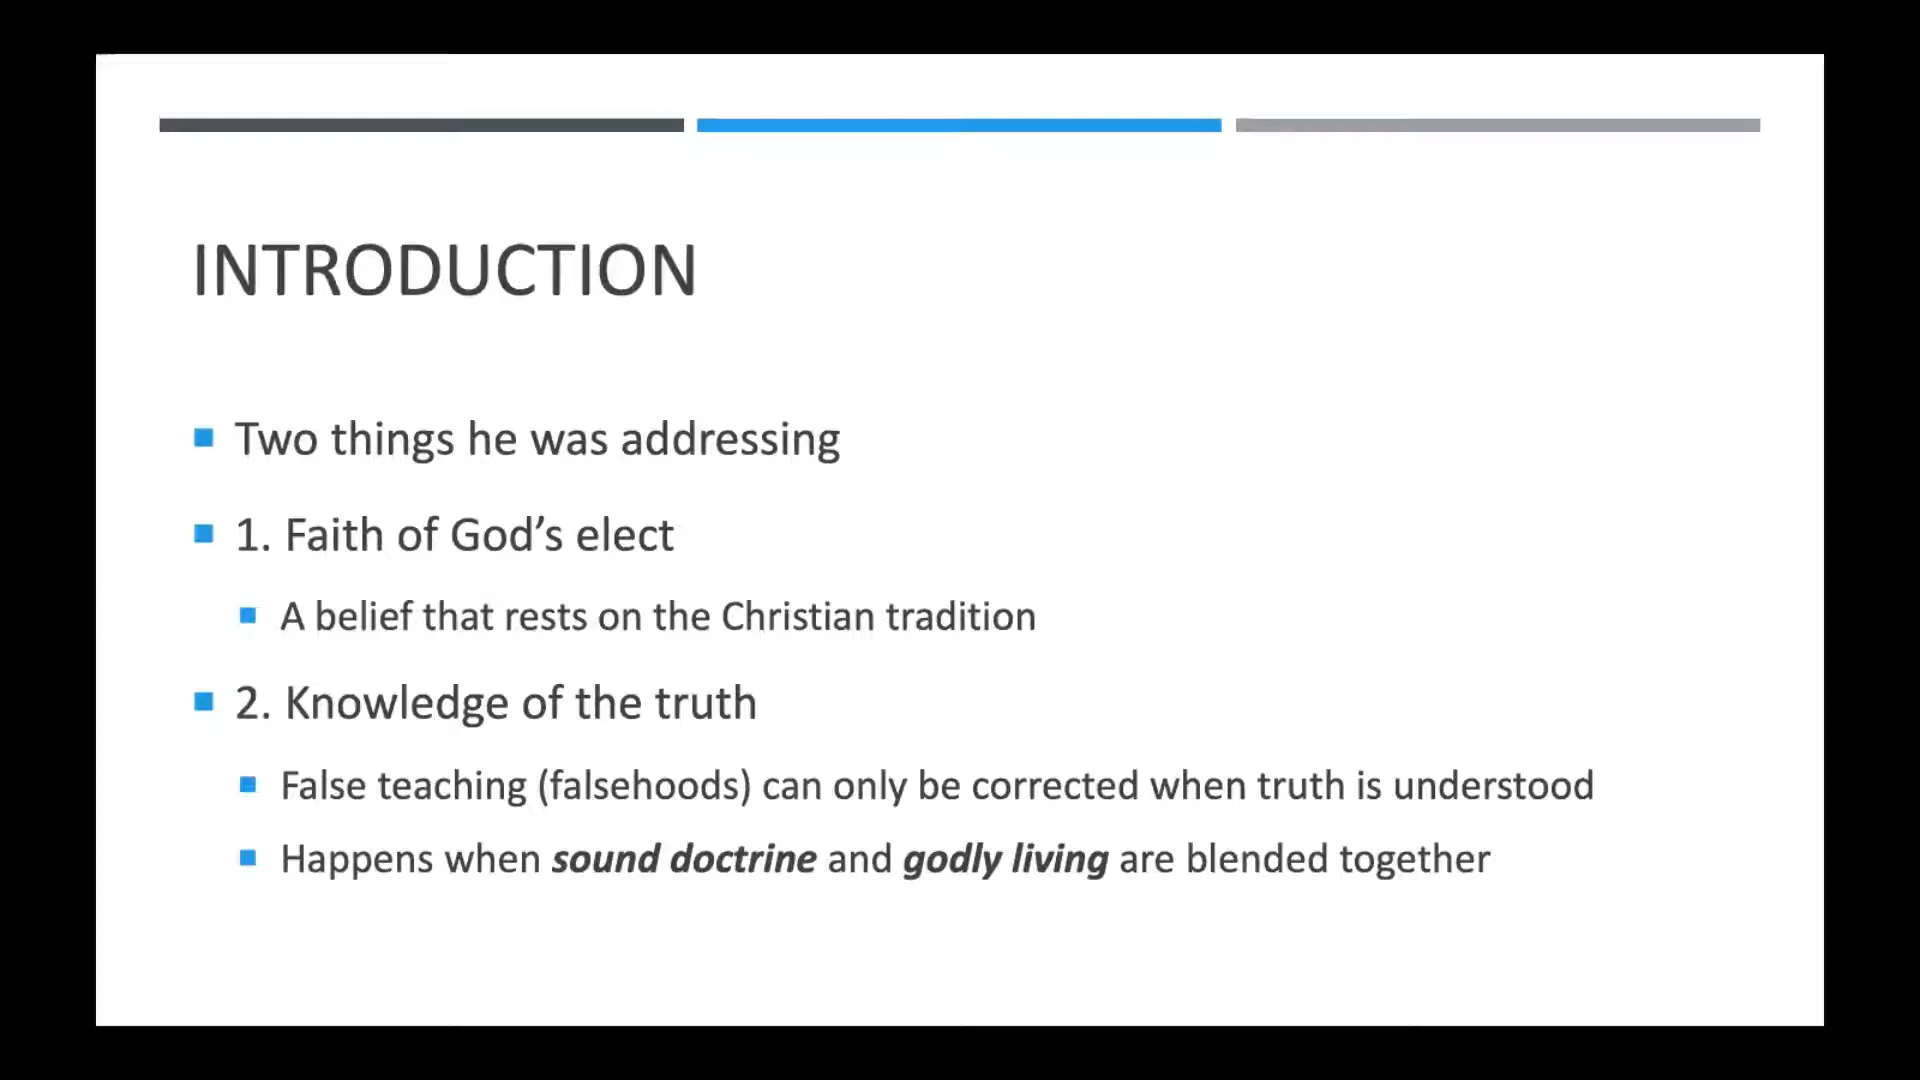 INTRODUCTION
Two things he was addressing
1. Faith of God’s elect
A belief that rests on the Christian tradition
2. Knowledge of the truth
False teaching (falsehoods) can only be corrected when truth is understood
Happens when sound doctrine and godly living are blended together